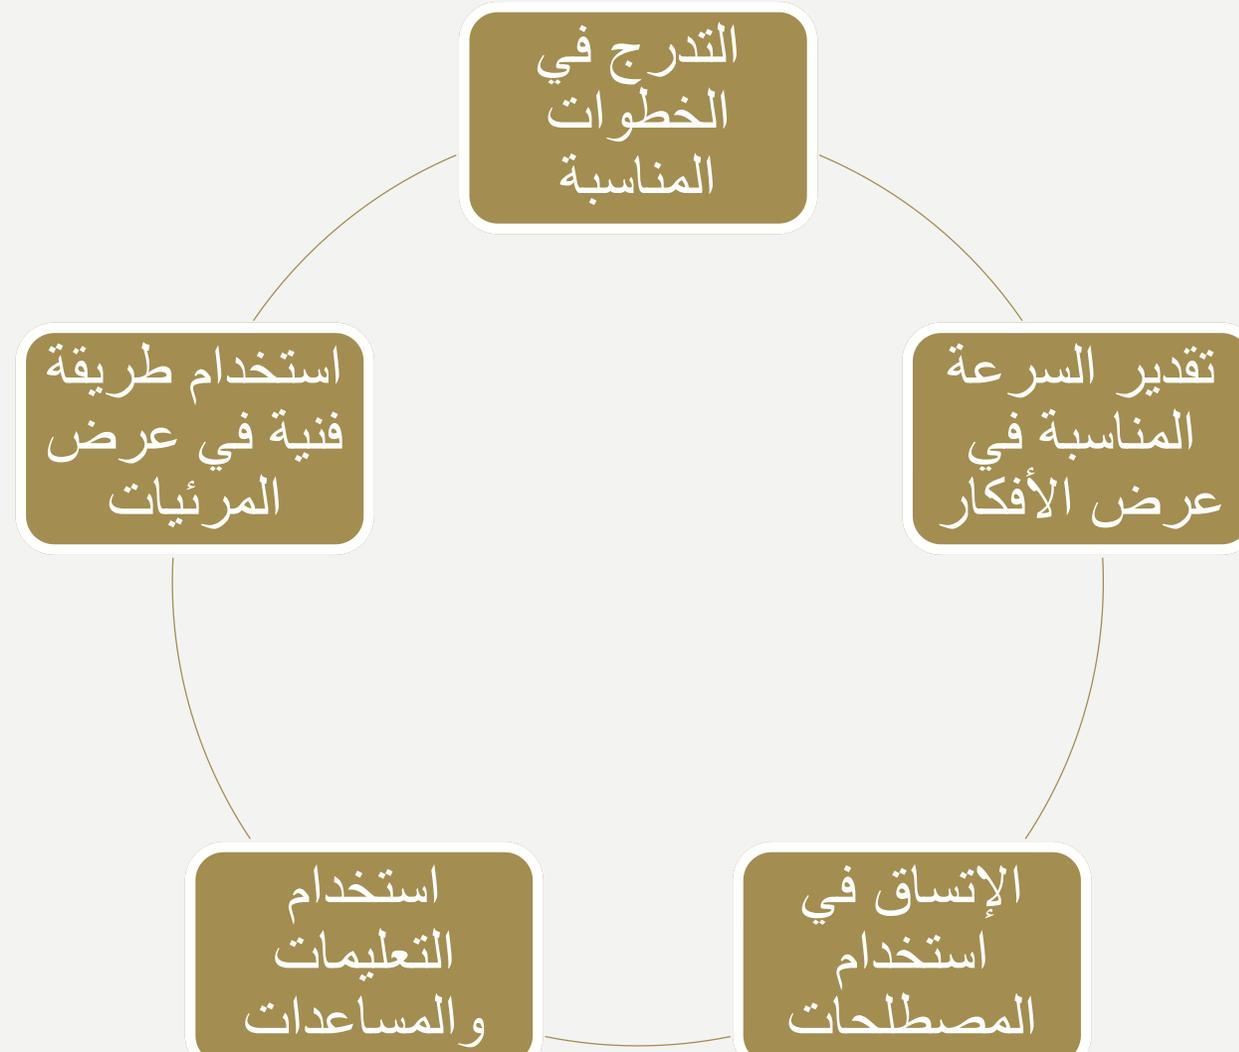 التدرج في
الخطوات
المناسبة
تقدير السرعة
المناسبة في
عرض الأفكار
الإتساق في
استخدام
المصطلحات
استخدام
التعليمات
والمساعدات
استخدام طريقة
فنية في عرض
المرئيات